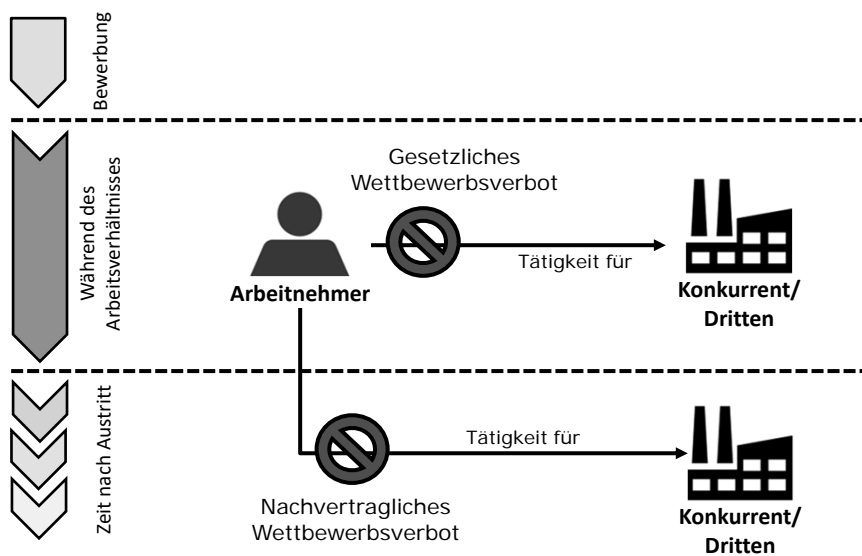 Bewerbung
Während des
Arbeitsverhältnisses
Gesetzliches
Wettbewerbsverbot
Tätigkeit für
Arbeitnehmer
Konkurrent/
Dritten
Zeit nach Austritt
Tätigkeit für
Nachvertragliches
Wettbewerbsverbot
Konkurrent/
Dritten